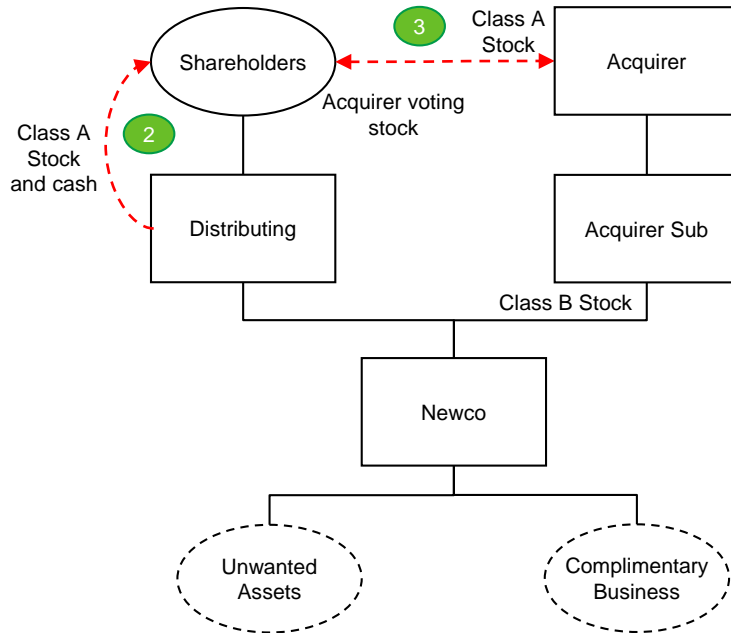 3
Class A
Stock
Shareholders
Acquirer
Acquirer voting
stock
Class A
Stock
and cash
2
Distributing
Acquirer Sub
Class B Stock
Newco
Unwanted
Assets
Complimentary
Business